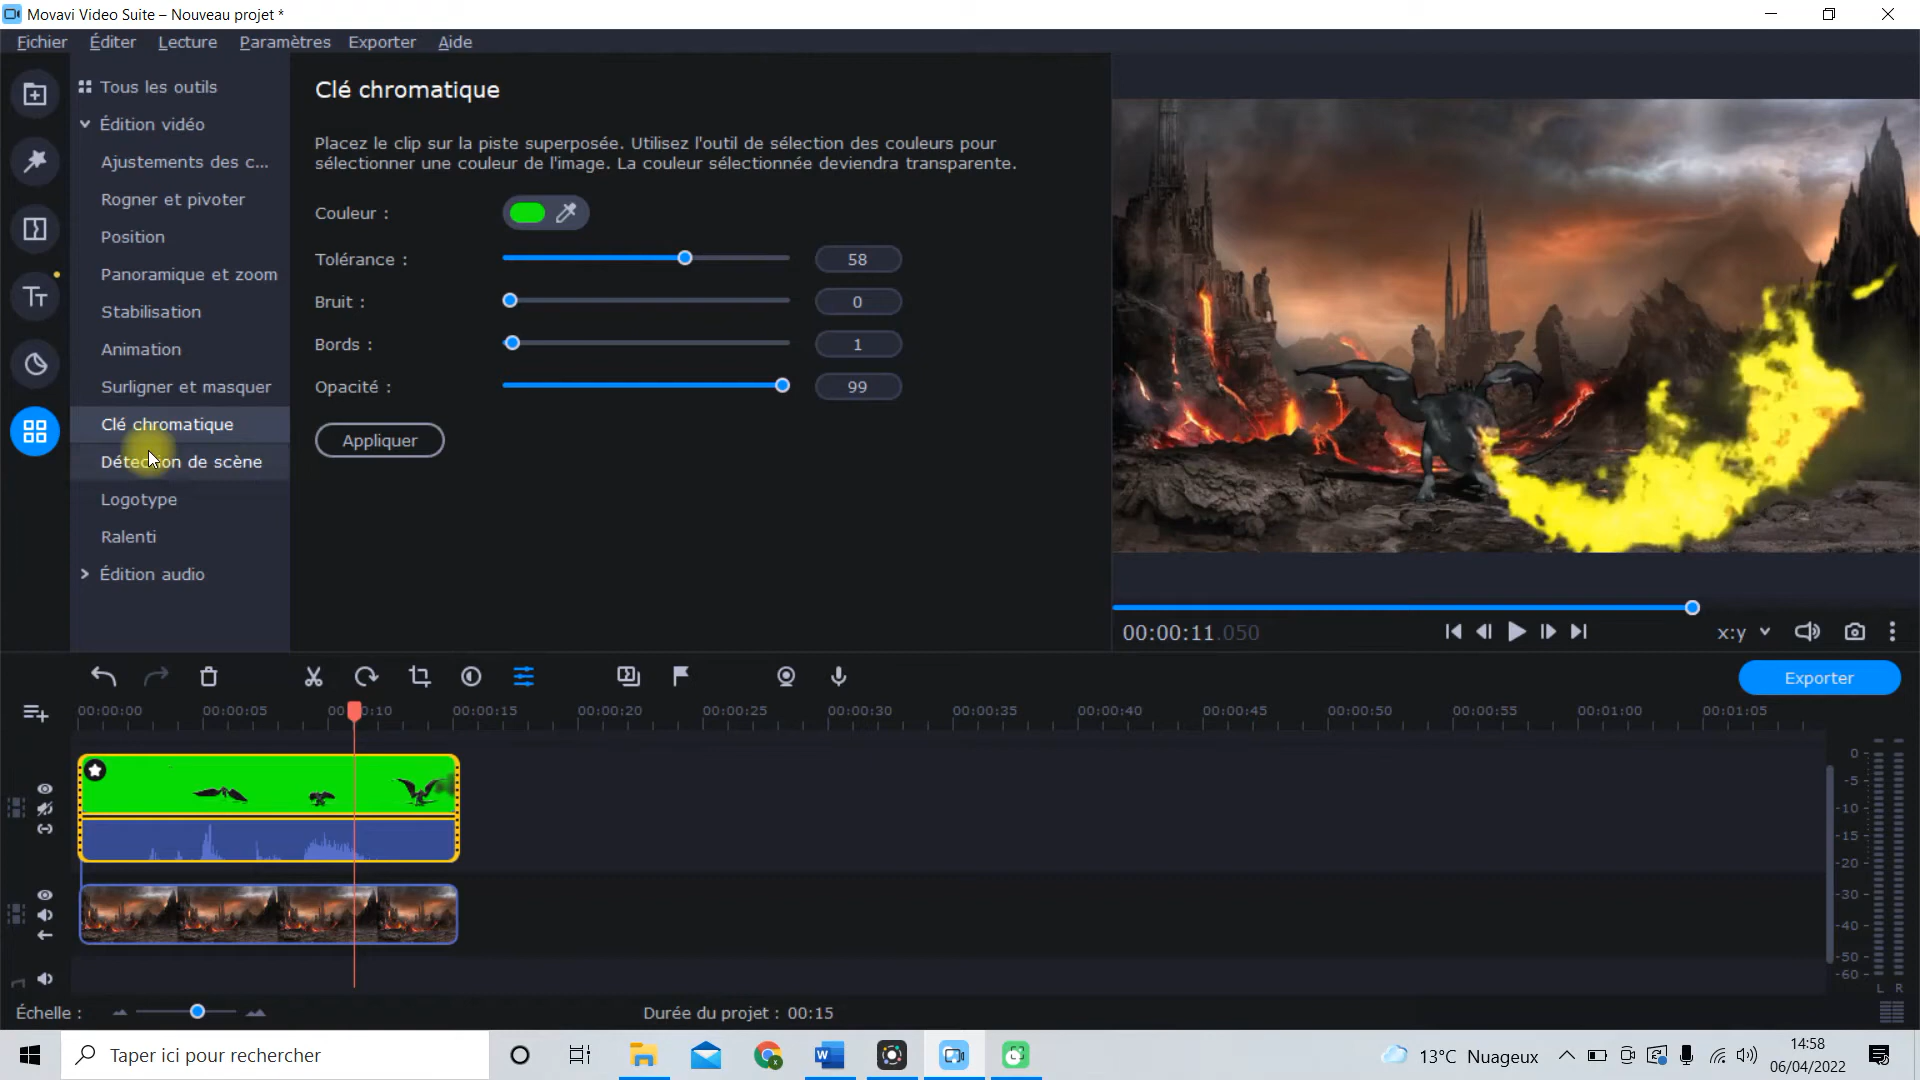 Movavi Video Suite – Nouveau projet *
Fichier Éditer Lecture Paramètres Exporter Aide
Tous les outils
Édition vidéo
Ajustements des c...
Rogner et pivoter
Position
Panoramique et zoom
Stabilisation
Animation
Surligner et masquer
Clé chromatique
Détection de scène
Logotype
Ralenti
Édition audio
Clé chromatique
Placez le clip sur la piste superposée. Utilisez l'outil de sélection des couleurs pour
sélectionner une couleur de l'image. La couleur sélectionnée deviendra transparente.
Couleur :
Tolérance : 58
Bruit : 0
Bords : 1
Opacité : 99
Appliquer
00:00:11.050
x:y
Exporter
00:00:00 00:00:05 00:00:10 00:00:15 00:00:20 00:00:25 00:00:30 00:00:35 00:00:40 00:00:45 00:00:50 00:00:55 00:01:00 00:01:05
0
-5
-10
-15
-20
-30
-40
-50
-60
L R
Échelle :
Durée du projet : 00:15
Taper ici pour rechercher
13°C Nuageux
14:58
06/04/2022